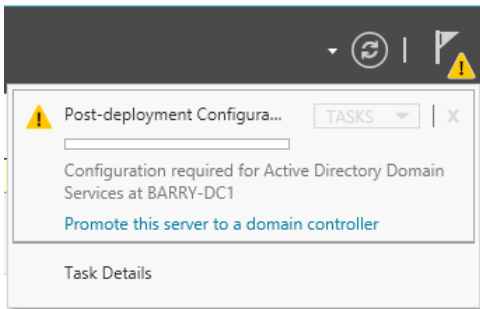 Post-deployment Configura...
TASKS
X
Configuration required for Active Directory Domain
Services at BARRY-DC1
Promote this server to a domain controller
Task Details